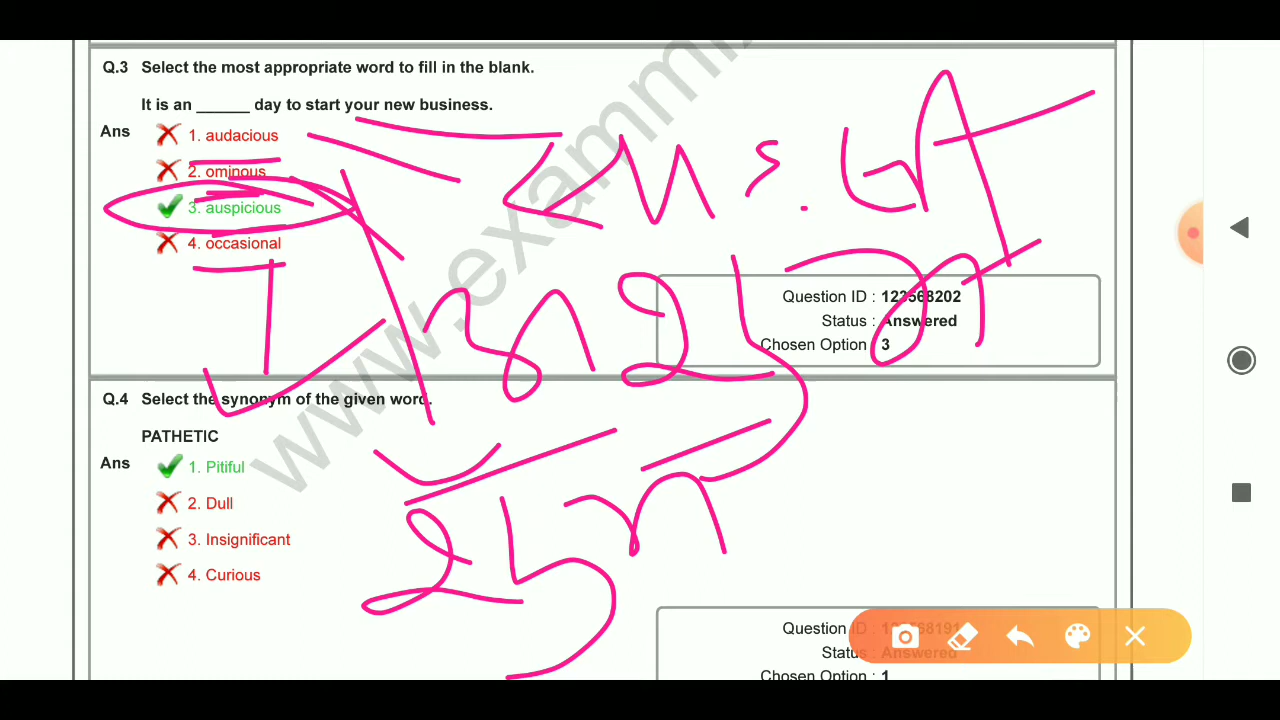 Q.3 Select the most appropriate word to fill in the blank.
It is an ______ day to start your new business.
Ans 1. audacious
2. ominous
3. auspicious
4. occasional
Question ID : 123568202
Status : Answered
Chosen Option : 3
Q.4 Select the synonym of the given word.
PATHETIC
Ans 1. Pitiful
2. Dull
3. Insignificant
4. Curious
Question ID :
Status : Answered
Chosen Option : 1